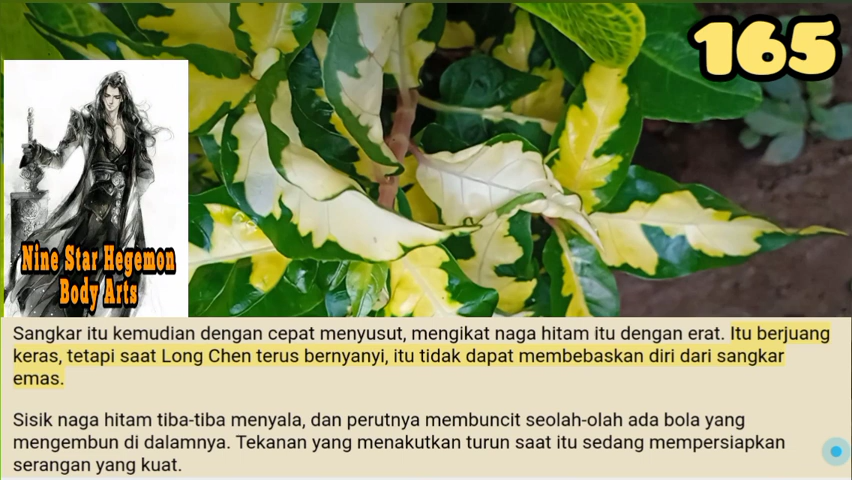 165
Nine Star Hegemon
Body Arts
Sangkar itu kemudian dengan cepat menyusut, mengikat naga hitam itu dengan erat. Itu berjuang
keras, tetapi saat Long Chen terus bernyanyi, itu tidak dapat membebaskan diri dari sangkar
emas.
Sisik naga hitam tiba-tiba menyala, dan perutnya membuncit seolah-olah ada bola yang
mengembun di dalamnya. Tekanan yang menakutkan turun saat itu sedang mempersiapkan
serangan yang kuat.